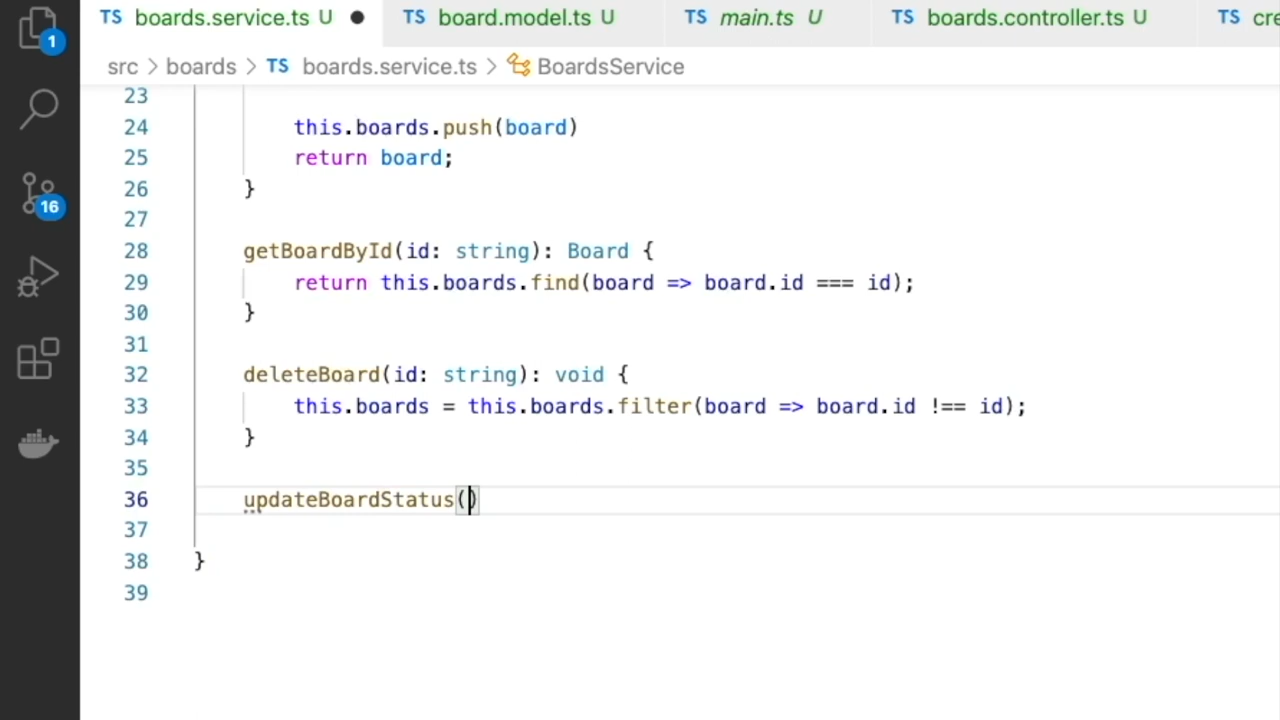 TS boards.service.ts U ● TS board.model.ts U TS main.ts U TS boards.controller.ts U TS cre
src > boards > TS boards.service.ts > BoardsService
1
16
23
24 this.boards.push(board)
25 return board;
26 }
27
28 getBoardById(id: string): Board {
29 return this.boards.find(board => board.id === id);
30 }
31
32 deleteBoard(id: string): void {
33 this.boards = this.boards.filter(board => board.id !== id);
34 }
35
36 updateBoardStatus()
37
38 }
39